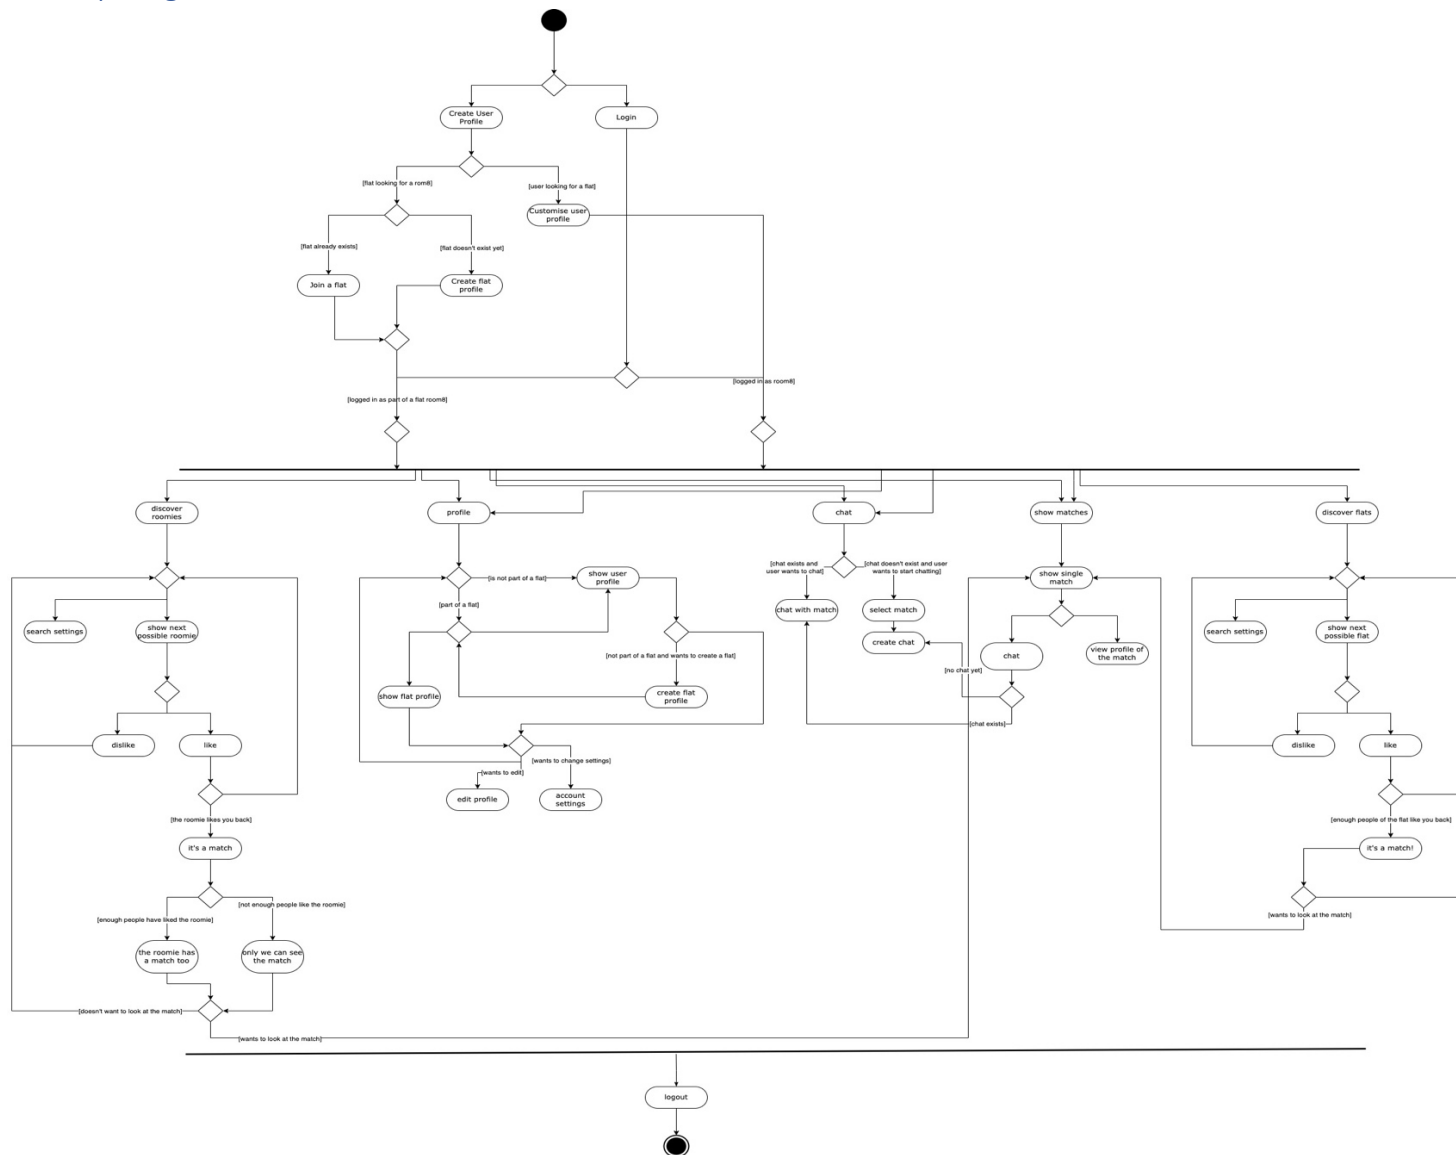 Create User
Profile
Login
[flat looking for a rom8]
[user looking for a flat]
Customise user
profile
[flat already exists]
[flat doesn't exist yet]
Join a flat
Create flat
profile
[logged in as room8]
[logged in as part of a flat room8]
discover
roomies
profile
chat
show matches
discover flats
[is not part of a flat]
show user
profile
[chat exists and
user wants to chat]
[chat doesn't exist and user
wants to start chatting]
show single
match
[part of a flat]
chat with match
select match
search settings
show next
possible roomie
create chat
search settings
show next
possible flat
[not part of a flat and wants to create a flat]
chat
view profile of
the match
[no chat yet]
show flat profile
create flat
profile
[chat exists]
dislike
like
[wants to change settings]
[wants to edit]
dislike
like
edit profile
account
settings
[the roomie likes you back]
[enough people of the flat like you back]
it's a match
it's a match!
[not enough people like the roomie]
[enough people have liked the roomie]
[wants to look at the match]
the roomie has
a match too
only we can see
the match
[doesn't want to look at the match]
[wants to look at the match]
logout